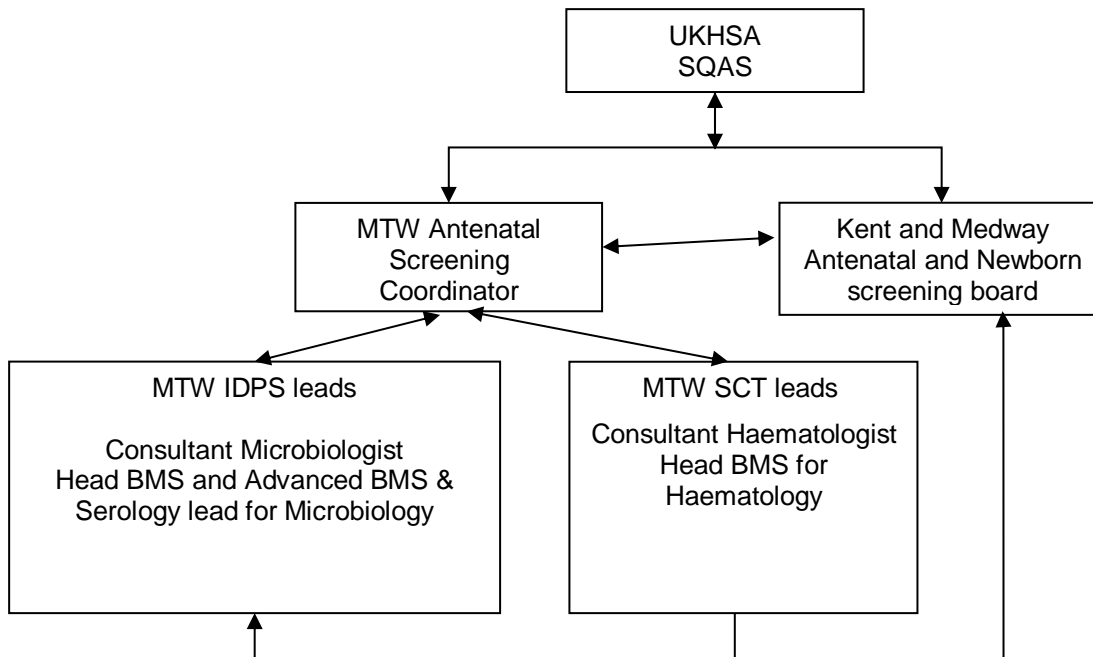 UKHSA
SQAS
MTW Antenatal
Screening
Coordinator
Kent and Medway
Antenatal and Newborn
screening board
MTW IDPS leads
Consultant Microbiologist
Head BMS and Advanced BMS &
Serology lead for Microbiology
MTW SCT leads
Consultant Haematologist
Head BMS for
Haematology